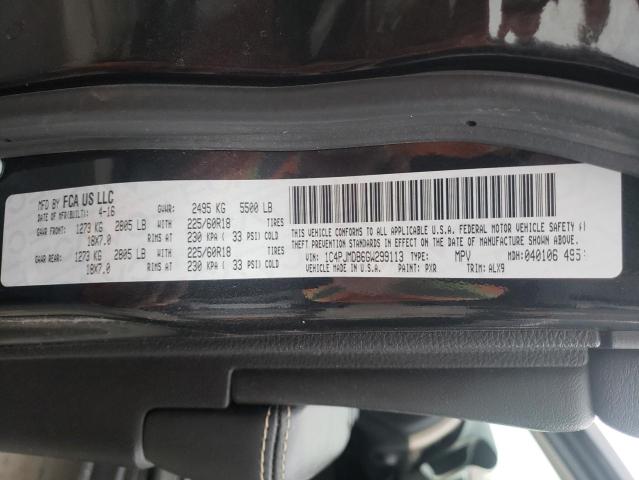 MFD BY FCA US LLC
DATE OF MFR(BUILT): 4-16 GVWR: 2495 KG 5500 LB
GAWR FRONT: 1273 KG 2805 LB WITH 225/60R18 TIRES
18X7.0 RIMS AT 230 KPA ( 33 PSI) COLD
GAWR REAR: 1273 KG 2805 LB WITH 225/60R18 TIRES
18X7.0 RIMS AT 230 KPA ( 33 PSI) COLD
THIS VEHICLE CONFORMS TO ALL APPLICABLE U.S.A. FEDERAL MOTOR VEHICLE SAFETY
THEFT PREVENTION STANDARDS IN EFFECT ON THE DATE OF MANUFACTURE SHOWN ABOVE.
VIN: 1C4PJMDB6GW299113 TYPE: MPV MDH:040106 495
VEHICLE MADE IN U.S.A. PAINT: PXR TRIM: ALX9